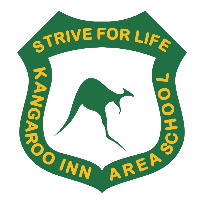 STRIVE FOR LIFE
KANGAROO INN AREA SCHOOL